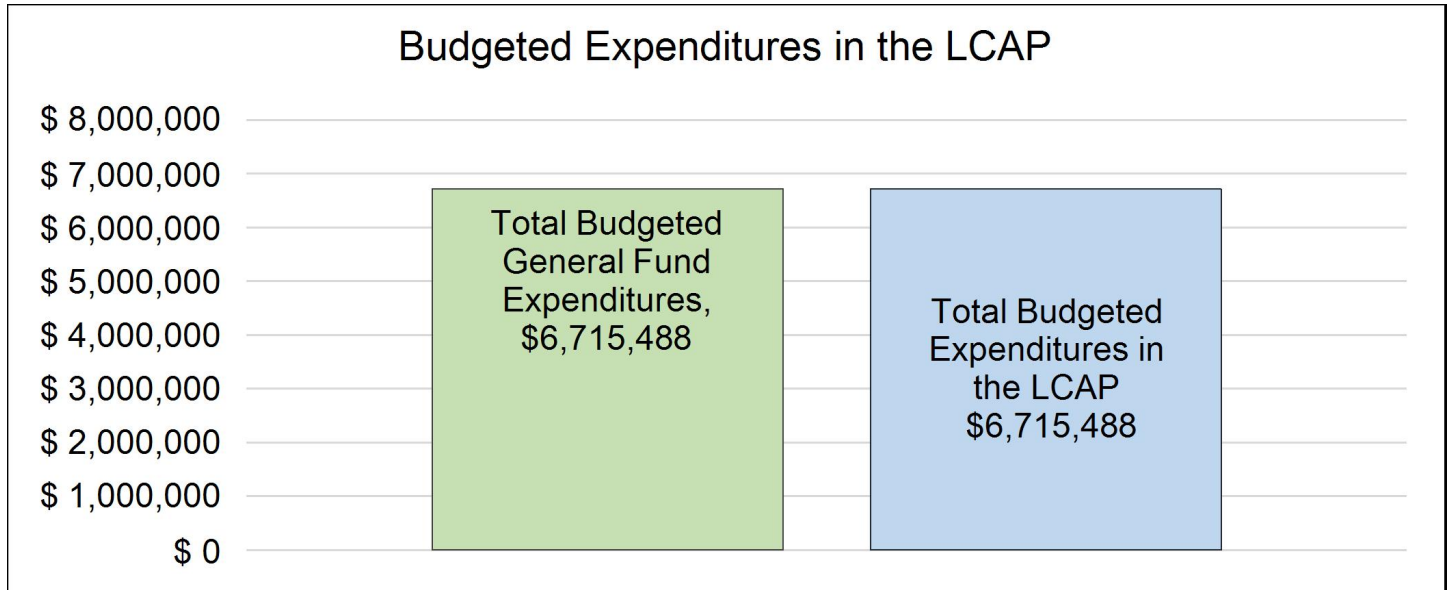 Budgeted Expenditures in the LCAP
$ 8,000,000
$ 7,000,000
$ 6,000,000
$ 5,000,000
$ 4,000,000
$ 3,000,000
$ 2,000,000
$ 1,000,000
$ 0
Total Budgeted
General Fund
Expenditures,
$6,715,488
Total Budgeted
Expenditures in
the LCAP
$6,715,488